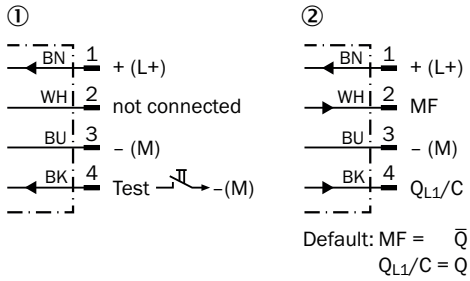 ①
BN 1 + (L+)
WH 2 not connected
BU 3 – (M)
BK 4 Test –(M)
②
BN 1 + (L+)
WH 2 MF
BU 3 – (M)
BK 4 QL1/C
Default: MF = Q̅
QL1/C = Q